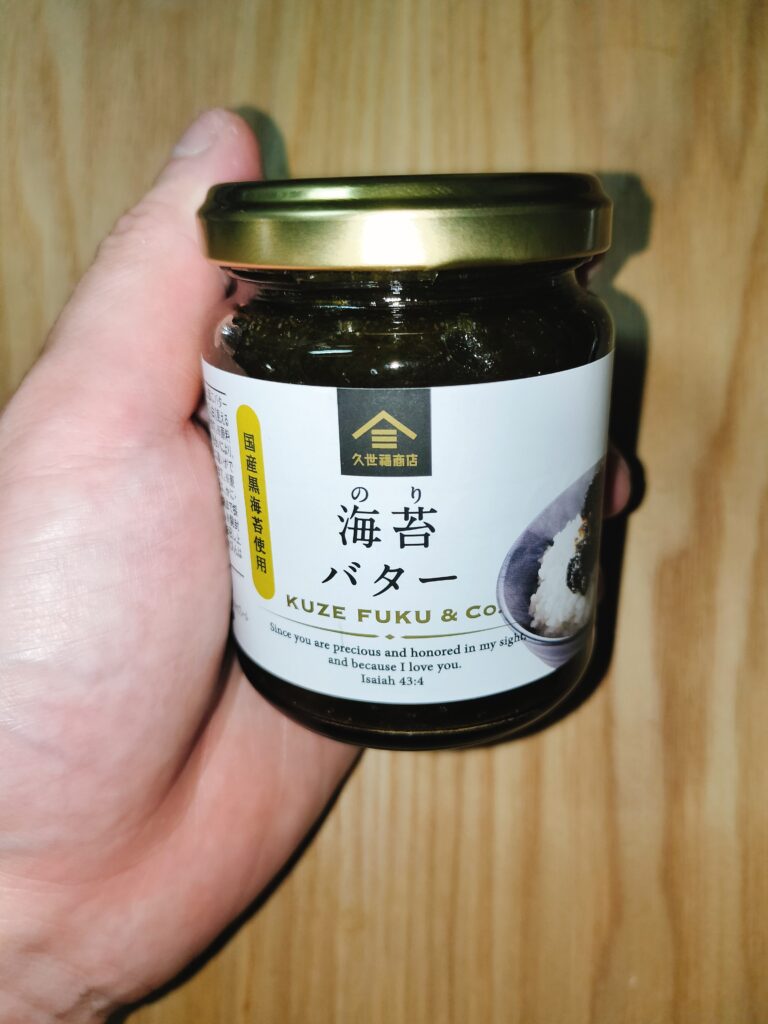 久世福商店
のり
海苔
バター
KUZE FUKU & Co.
Since you are precious and honored in my sight,
and because I love you.
Isaiah 43:4
国産黒海苔使用